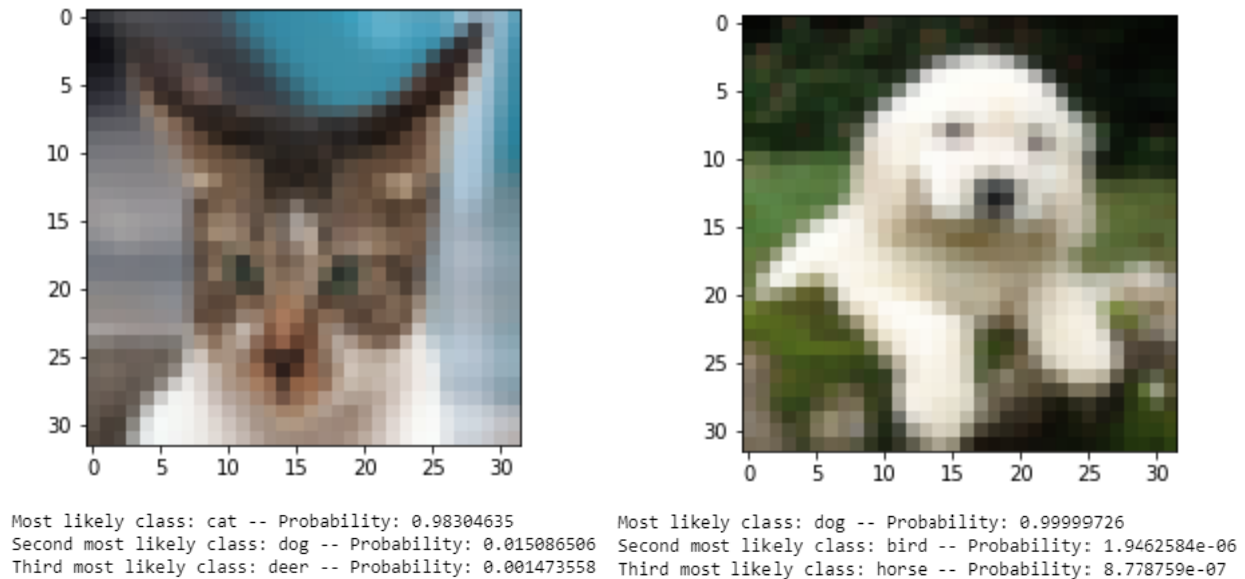 0
5
10
15
20
25
30
0 5 10 15 20 25 30
Most likely class: cat -- Probability: 0.98304635
Second most likely class: dog -- Probability: 0.015086506
Third most likely class: deer -- Probability: 0.001473558
0
5
10
15
20
25
30
0 5 10 15 20 25 30
Most likely class: dog -- Probability: 0.99999726
Second most likely class: bird -- Probability: 1.9462584e-06
Third most likely class: horse -- Probability: 8.778759e-07